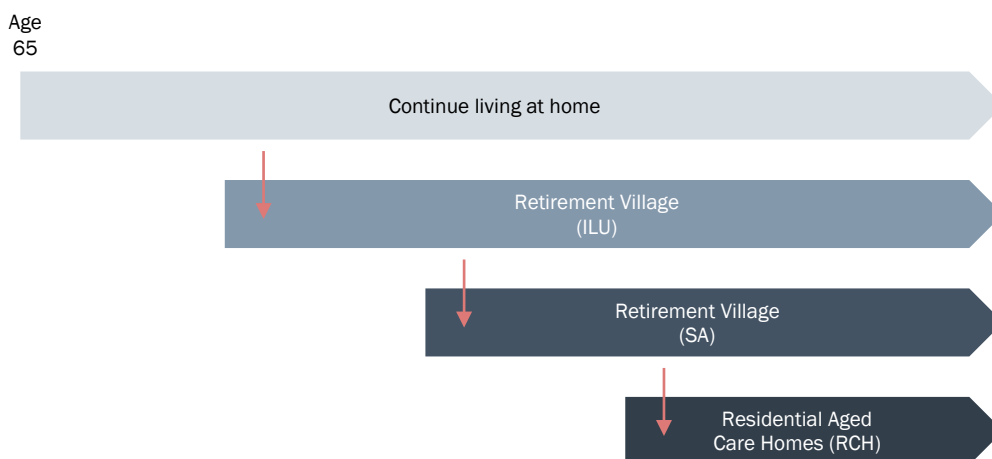 Age
65
Continue living at home
Retirement Village
(ILU)
Retirement Village
(SA)
Residential Aged
Care Homes (RCH)